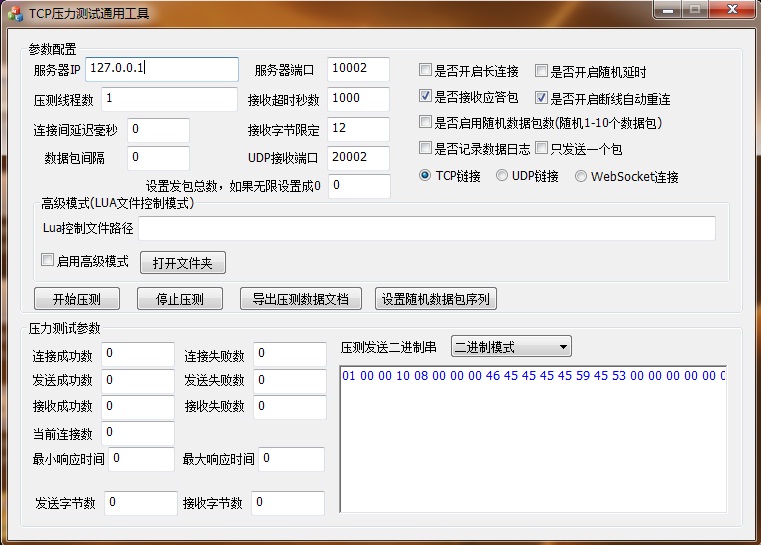 TCP压力测试通用工具
参数配置
服务器IP 127.0.0.1 服务器端口 10002 是否开启长连接 是否开启随机延时
压测线程数 1 接收超时秒数 1000 是否接收应答包 是否开启断线自动重连
连接间延迟毫秒 0 接收字节限定 12 是否启用随机数据包数(随机1-10个数据包)
数据包间隔 0 UDP接收端口 20002 是否记录数据日志 只发送一个包
设置发包总数，如果无限设置成0 0 TCP链接 UDP链接 WebSocket连接
高级模式(LUA文件控制模式)
Lua控制文件路径
启用高级模式 打开文件夹
开始压测 停止压测 导出压测数据文档 设置随机数据包序列
压力测试参数
连接成功数 0 连接失败数 0 压测发送二进制串 二进制模式
发送成功数 0 发送失败数 0 01 00 00 10 08 00 00 00 46 45 45 45 45 59 45 53 00 00 00 00 00
接收成功数 0 接收失败数 0
当前连接数 0
最小响应时间 0 最大响应时间 0
发送字节数 0 接收字节数 0